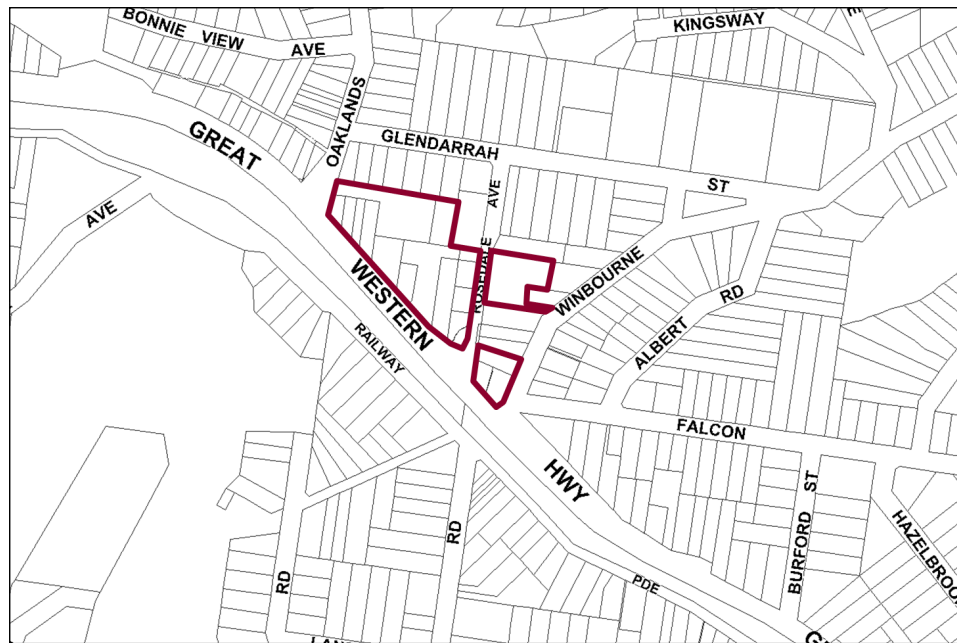 BONNIE VIEW AVE
KINGSWAY
OAKLANDS
GREAT
GLENDARRAH
ST
AVE
AVE
ROSEDALE
WINBOURNE
WESTERN
RD
ALBERT
RAILWAY
FALCON
HWY
ST
BURFORD
RD
HAZELBROOK
RD
PDE